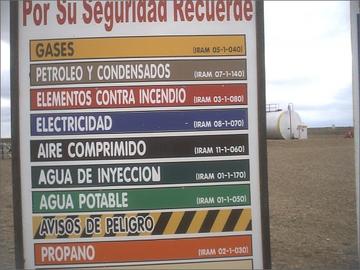 Por Su Seguridad Recuerde
GASES (IRAM 05-1-040)
PETROLEO Y CONDENSADOS (IRAM 07-1-140)
ELEMENTOS CONTRA INCENDIO (IRAM 03-1-080)
ELECTRICIDAD (IRAM 08-1-070)
AIRE COMPRIMIDO (IRAM 11-1-060)
AGUA DE INYECCION (IRAM 01-1-170)
AGUA POTABLE (IRAM 01-1-050)
AVISOS DE PELIGRO
PROPANO (IRAM 02-1-030)